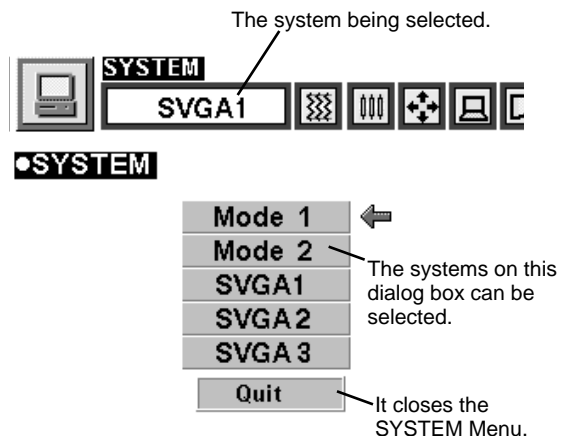 The system being selected.
SYSTEM
SVGA1
●SYSTEM
Mode 1
Mode 2
The systems on this
dialog box can be
selected.
SVGA1
SVGA2
SVGA3
Quit
It closes the
SYSTEM Menu.